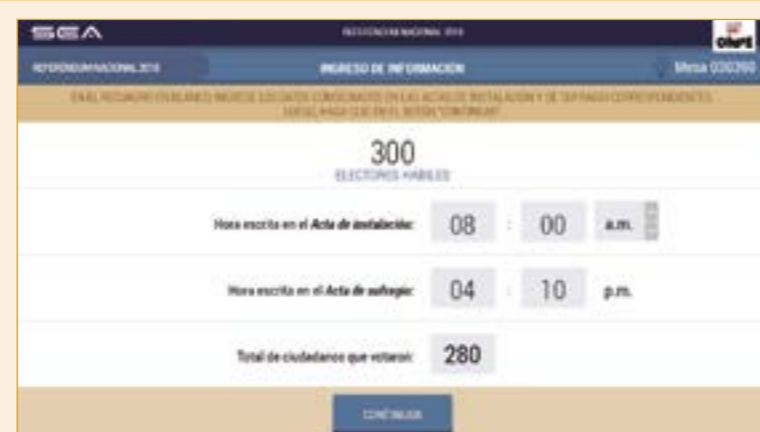 SEA
REFERÉNDUM NACIONAL 2018
ONPE
REFERÉNDUM NACIONAL 2018
INGRESO DE INFORMACIÓN
Mesa 030390
EN EL RECUADRO EN BLANCO, INGRESE LOS DATOS CONSIGNADOS EN LAS ACTAS DE INSTALACIÓN Y DE SUFRAGIO CORRESPONDIENTES.
LUEGO, HAGA CLIC EN EL BOTÓN "CONTINUAR"
300
ELECTORES HÁBILES
Hora escrita en el Acta de instalación: 08 : 00 a.m.
Hora escrita en el Acta de sufragio: 04 : 10 p.m.
Total de ciudadanos que votaron: 280
CONTINUAR